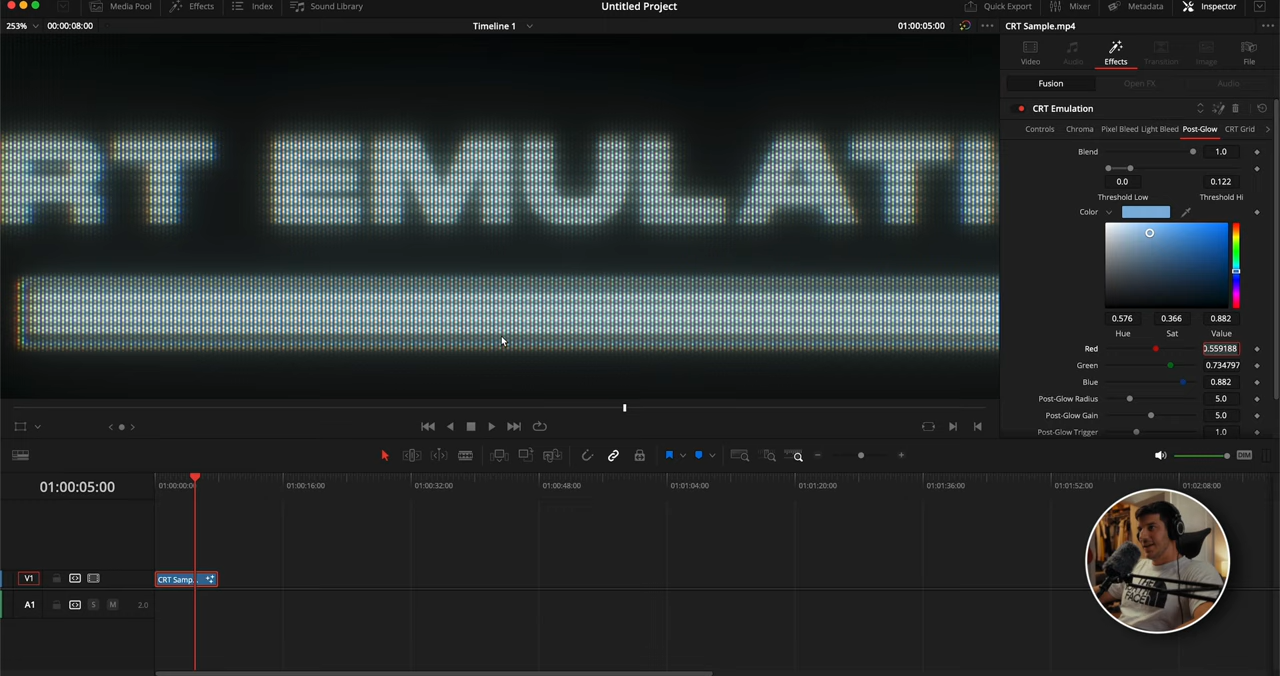 Media Pool Effects Index Sound Library Untitled Project Quick Export Mixer Metadata Inspector
253% 00:00:08:00 Timeline 1 01:00:05:00 CRT Sample.mp4
Video Audio Effects Transition Image File
Fusion Open FX Audio
CRT Emulation
Controls Chroma Pixel Bleed Light Bleed Post-Glow CRT Grid
Blend 1.0
0.0 0.122
Threshold Low Threshold Hi
Color
0.576 0.366 0.882
Hue Sat Value
Red 0.559188
Green 0.734797
Blue 0.882
Post-Glow Radius 5.0
Post-Glow Gain 5.0
Post-Glow Trigger 1.0
RT EMULATI
DIM
01:00:05:00 01:00:00:00 01:00:16:00 01:00:32:00 01:00:48:00 01:01:04:00 01:01:20:00 01:01:36:00 01:01:52:00 01:02:08:00
V1 CRT Samp...
A1 S M 2.0
THE
NORTH
FACE